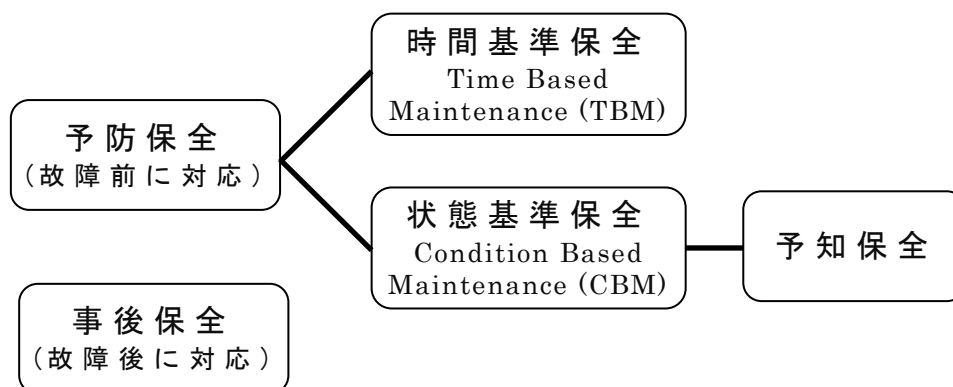 予防保全
(故障前に対応)
時間基準保全
Time Based
Maintenance (TBM)
状態基準保全
Condition Based
Maintenance (CBM)
予知保全
事後保全
(故障後に対応)